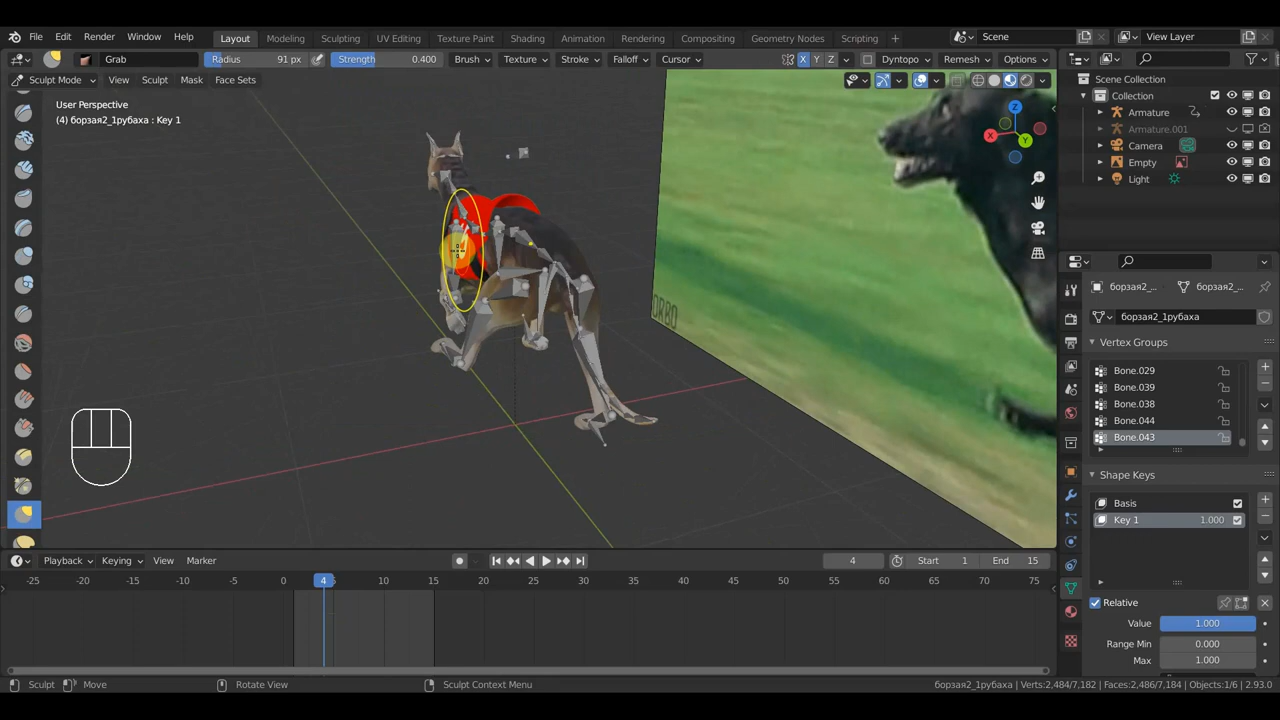 File Edit Render Window Help Layout Modeling Sculpting UV Editing Texture Paint Shading Animation Rendering Compositing Geometry Nodes Scripting + Scene View Layer
Grab Radius 91 px Strength 0.400 Brush Texture Stroke Falloff Cursor X Y Z Dyntopo Remesh Options
Sculpt Mode View Sculpt Mask Face Sets
Scene Collection
Collection
User Perspective
(4) борзая2_1рубаха : Key 1
Armature
Armature.001
Camera
Empty
Light
Z
X
Y
борзая2_... борзая2_...
борзая2_1рубаха
Vertex Groups
Bone.029
Bone.039
Bone.038
Bone.044
Bone.043
ORBO
Shape Keys
Basis
Key 1 1.000
Playback Keying View Marker 4 Start 1 End 15
-25 -20 -15 -10 -5 0 4 10 15 20 25 30 35 40 45 50 55 60 65 70 75
Relative
Value 1.000
Range Min 0.000
Max 1.000
Sculpt Move Rotate View Sculpt Context Menu борзая2_1рубаха | Verts:2,484/7,182 | Faces:2,486/7,184 | Objects:1/6 | 2.93.0